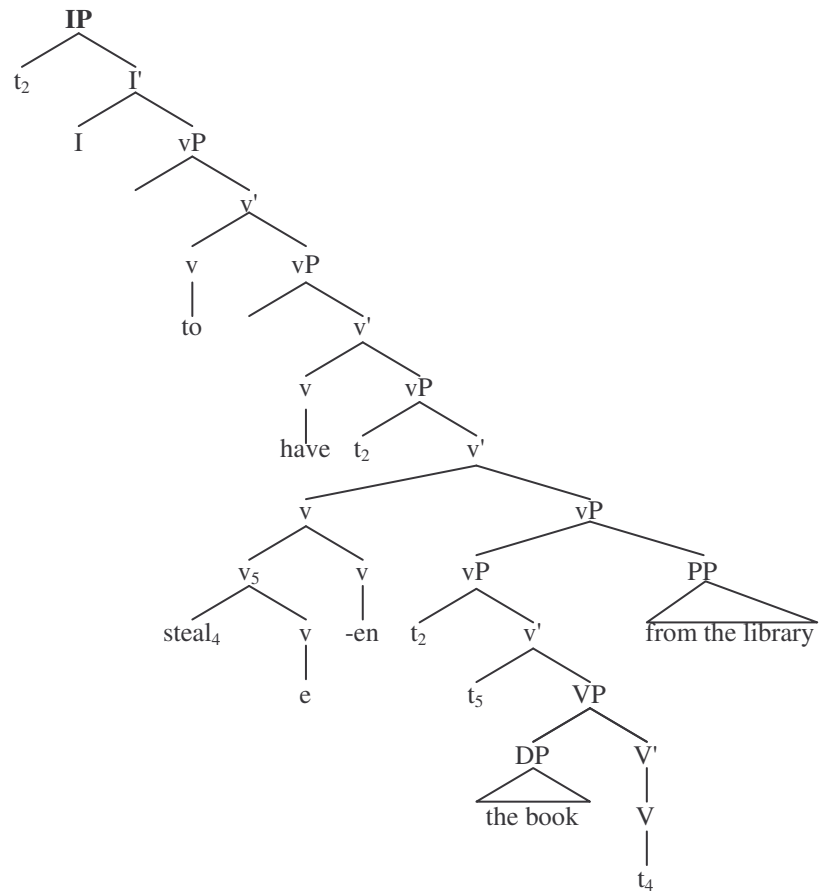 IP
t₂ I'
I vP
v'
v vP
to v'
v vP
have t₂ v'
v vP
v₅ v vP PP
steal₄ v -en t₂ v' from the library
e t₅ VP
DP V'
the book V
t₄